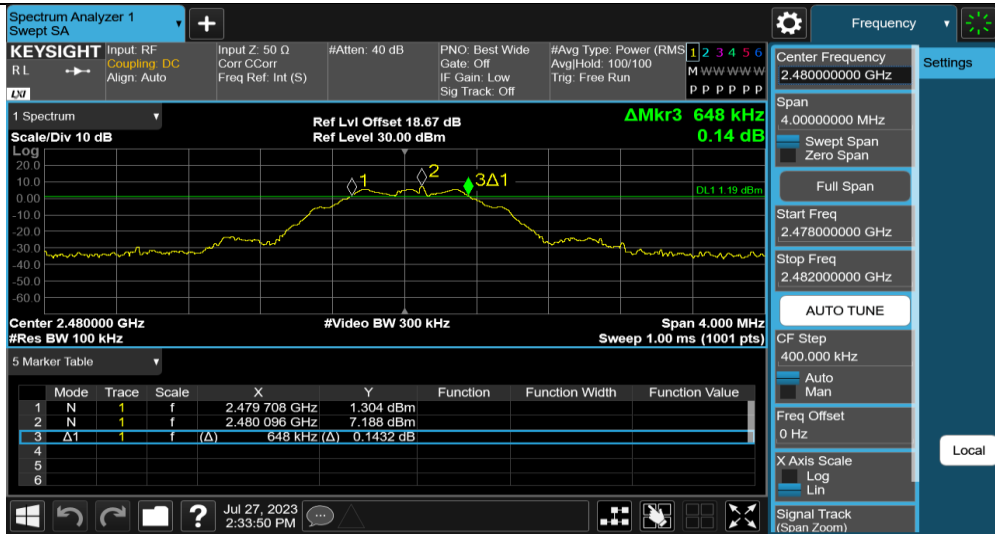 Spectrum Analyzer 1
Swept SA
Frequency
KEYSIGHT
R L
LXI
Input: RF
Coupling: DC
Align: Auto
Input Z: 50 Ω
Corr CCorr
Freq Ref: Int (S)
#Atten: 40 dB
PNO: Best Wide
Gate: Off
IF Gain: Low
Sig Track: Off
#Avg Type: Power (RMS
Avg|Hold: 100/100
Trig: Free Run
1 2 3 4 5 6
M W W W W W
P P P P P P
1 Spectrum
Scale/Div 10 dB
Ref Lvl Offset 18.67 dB
Ref Level 30.00 dBm
ΔMkr3 648 kHz
0.14 dB
Log
20.0
10.0
0.00
-10.0
-20.0
-30.0
-40.0
-50.0
-60.0
1
2
3Δ1
DL1 1.19 dBm
Center 2.480000 GHz
#Res BW 100 kHz
#Video BW 300 kHz
Span 4.000 MHz
Sweep 1.00 ms (1001 pts)
5 Marker Table
Mode Trace Scale X Y Function Function Width Function Value
1 N 1 f 2.479 708 GHz 1.304 dBm
2 N 1 f 2.480 096 GHz 7.188 dBm
3 Δ1 1 f (Δ) 648 kHz (Δ) 0.1432 dB
4
5
6
?
Jul 27, 2023
2:33:50 PM
Center Frequency
2.480000000 GHz
Span
4.00000000 MHz
Swept Span
Zero Span
Full Span
Start Freq
2.478000000 GHz
Stop Freq
2.482000000 GHz
AUTO TUNE
CF Step
400.000 kHz
Auto
Man
Freq Offset
0 Hz
X Axis Scale
Log
Lin
Signal Track
(Span Zoom)
Settings
Local